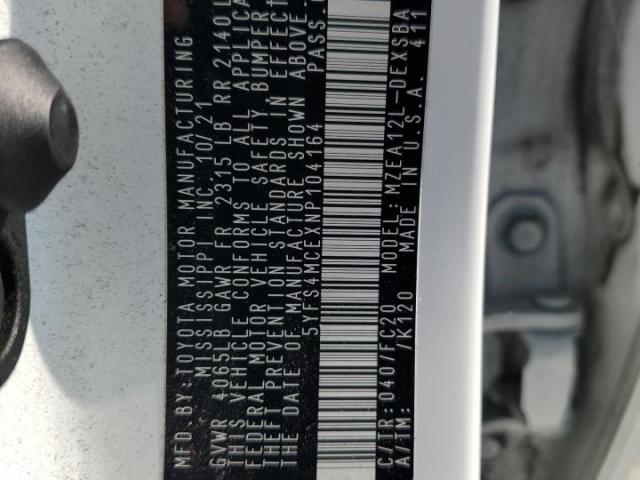 MFD. BY: TOYOTA MOTOR MANUFACTURING
MISSISSIPPI INC. 10/21
GVWR 4065LB GAWR FR 2315 LB RR 2140L
THIS VEHICLE CONFORMS TO ALL APPLICA
FEDERAL MOTOR VEHICLE SAFETY BUMPER
THEFT PREVENTION STANDARDS IN EFFECT
THE DATE OF MANUFACTURE SHOWN ABOVE.
5YFS4MCEXNP104164 PASS.
C/TR: 040/FC20 MODEL: MZEA12L-DEXSBA
A/TM: /K120 MADE IN U.S.A. 411